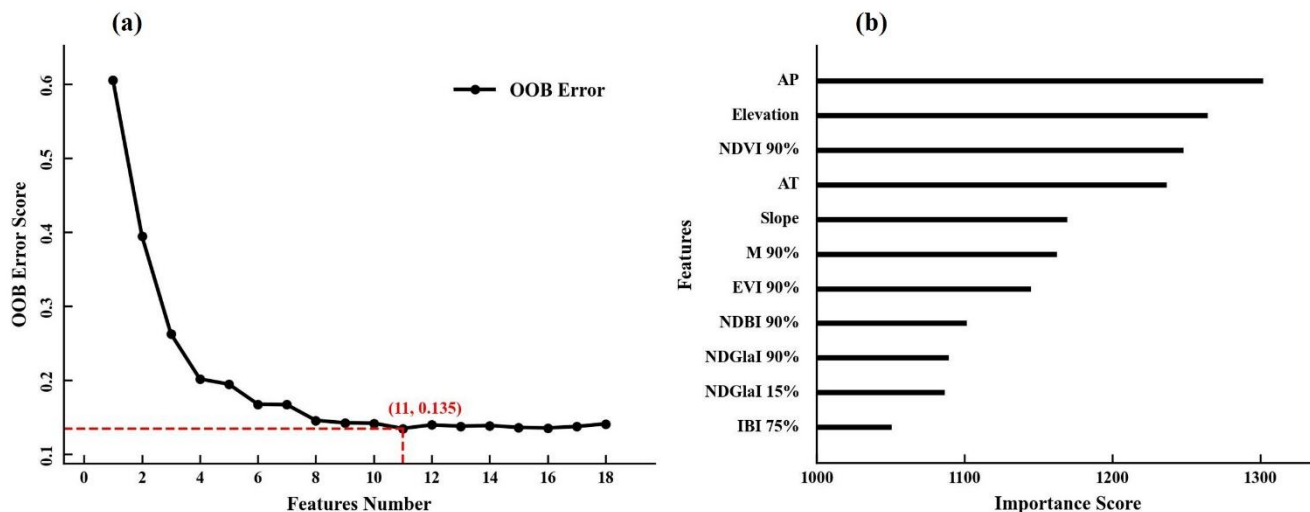 (a)
OOB Error Score
0.6
0.5
0.4
0.3
0.2
0.1
OOB Error
(11, 0.135)
0 2 4 6 8 10 12 14 16 18
Features Number
(b)
Features
AP
Elevation
NDVI 90%
AT
Slope
M 90%
EVI 90%
NDBI 90%
NDGlaI 90%
NDGlaI 15%
IBI 75%
1000 1100 1200 1300
Importance Score